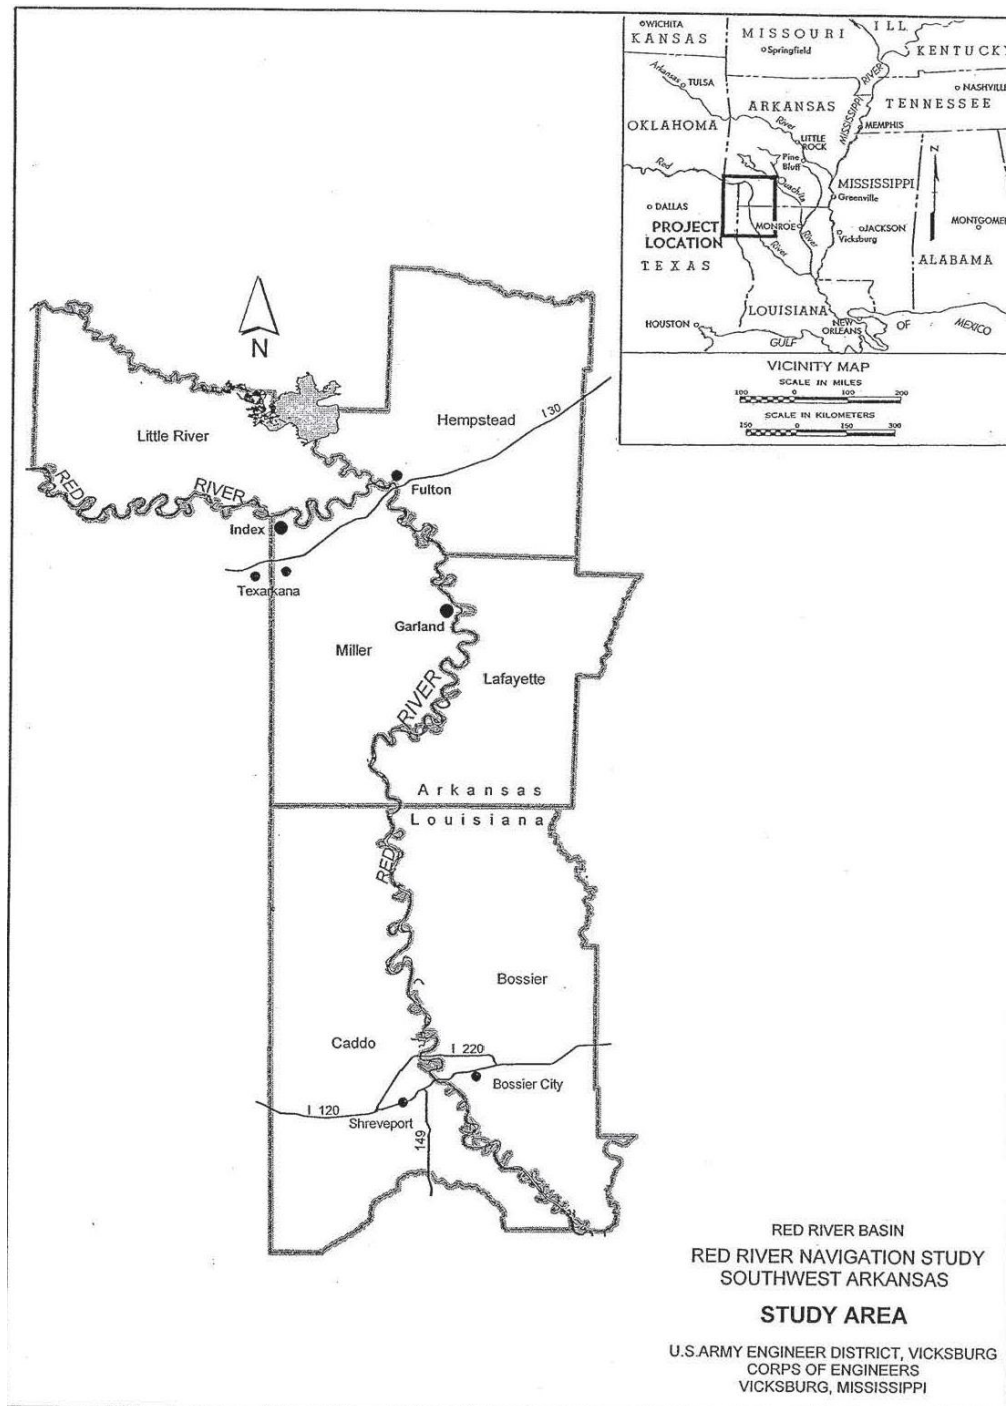 WICHITA
KANSAS
MISSOURI
Springfield
ILL.
KENTUCKY
Arkansas
TULSA
ARKANSAS
MISSISSIPPI RIVER
NASHVILLE
TENNESSEE
OKLAHOMA
River
LITTLE
ROCK
MEMPHIS
Pine
Bluff
Red
Ouachita
MISSISSIPPI
Greenville
N
DALLAS
PROJECT
LOCATION
MONROE
River
River
Vicksburg
JACKSON
MONTGOMER
ALABAMA
TEXAS
LOUISIANA
HOUSTON
NEW
ORLEANS
GULF
OF
MEXICO
VICINITY MAP
SCALE IN MILES
100 0 100 200
SCALE IN KILOMETERS
150 0 150 300
N
Little River
Hempstead
I 30
RED
RIVER
Fulton
Index
Texarkana
Garland
Miller
Lafayette
RIVER
Arkansas
Louisiana
RED
Bossier
Caddo
I 220
Bossier City
I 120
Shreveport
149
RED RIVER BASIN
RED RIVER NAVIGATION STUDY
SOUTHWEST ARKANSAS
STUDY AREA
U.S.ARMY ENGINEER DISTRICT, VICKSBURG
CORPS OF ENGINEERS
VICKSBURG, MISSISSIPPI